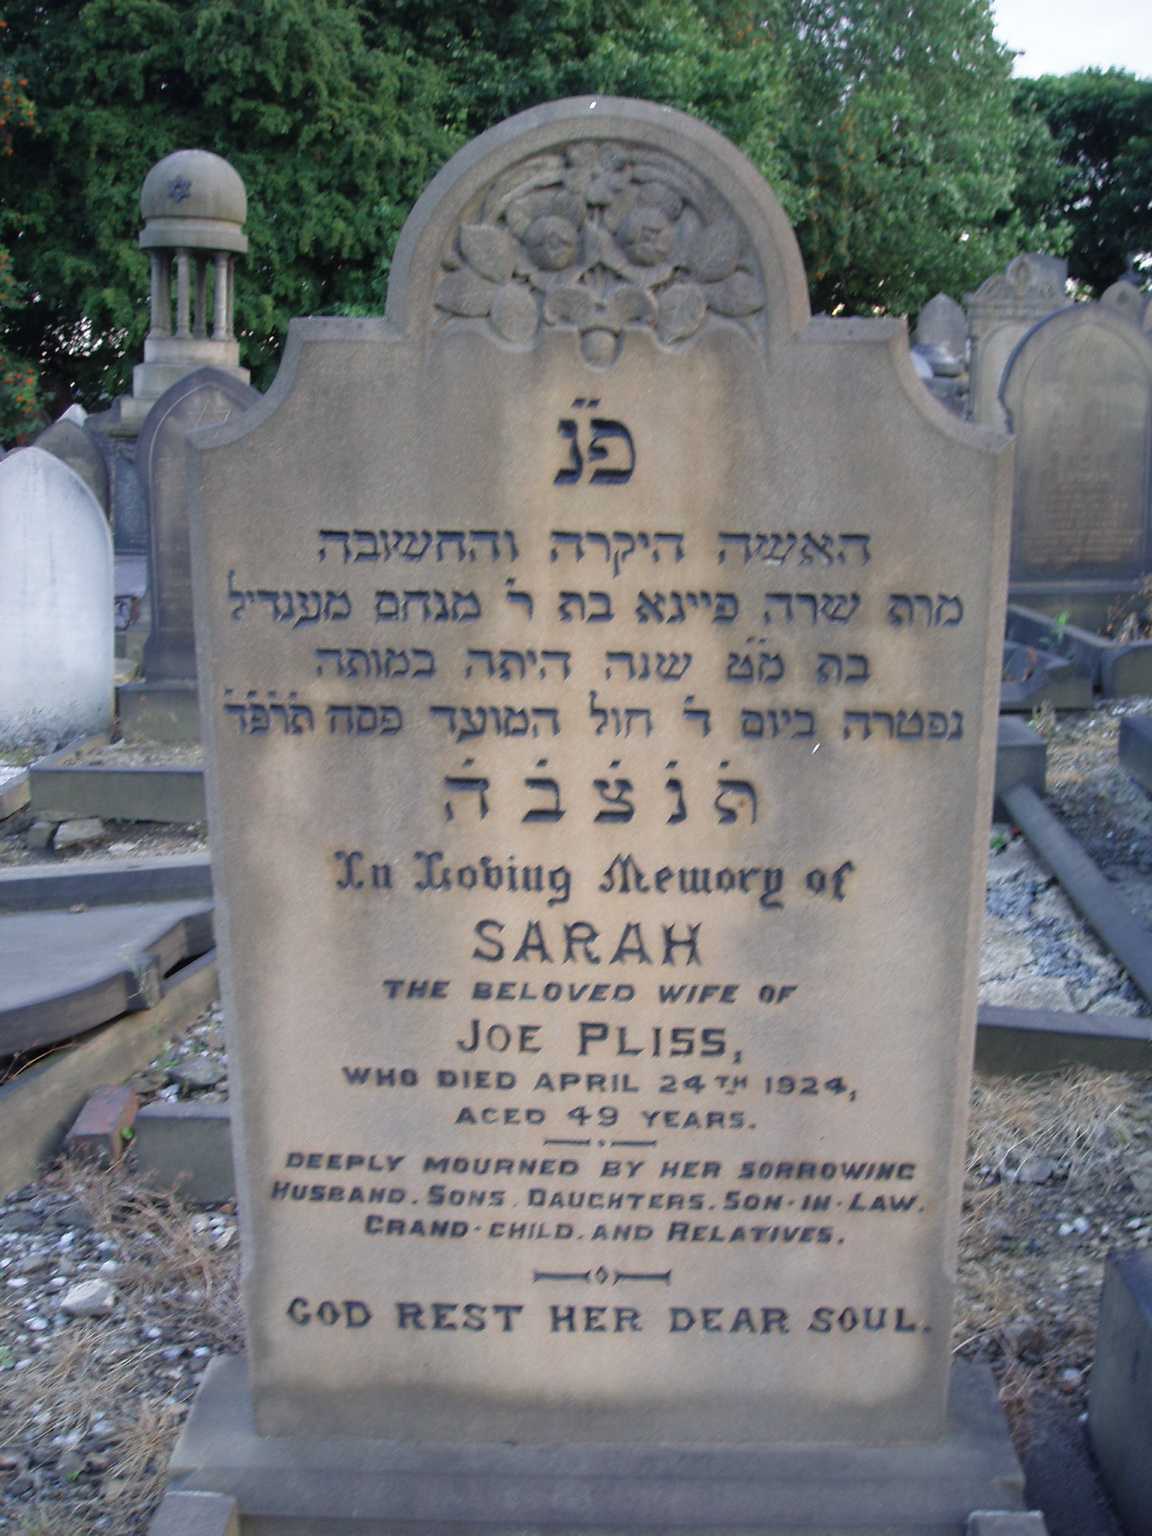 פ״נ
האשה היקרה והחשובה
מרת שרה פייגא בת ר׳ מנחם מענדיל
בת מ״ט שנה היתה במותה
נפטרה ביום ד׳ חול המועד פסח תרפד
ת נ צ ב ה
In Loving Memory of
SARAH
THE BELOVED WIFE OF
JOE PLISS,
WHO DIED APRIL 24TH 1924,
AGED 49 YEARS.
DEEPLY MOURNED BY HER SORROWING
HUSBAND, SONS, DAUGHTERS, SON-IN-LAW,
GRAND-CHILD, AND RELATIVES.
GOD REST HER DEAR SOUL.